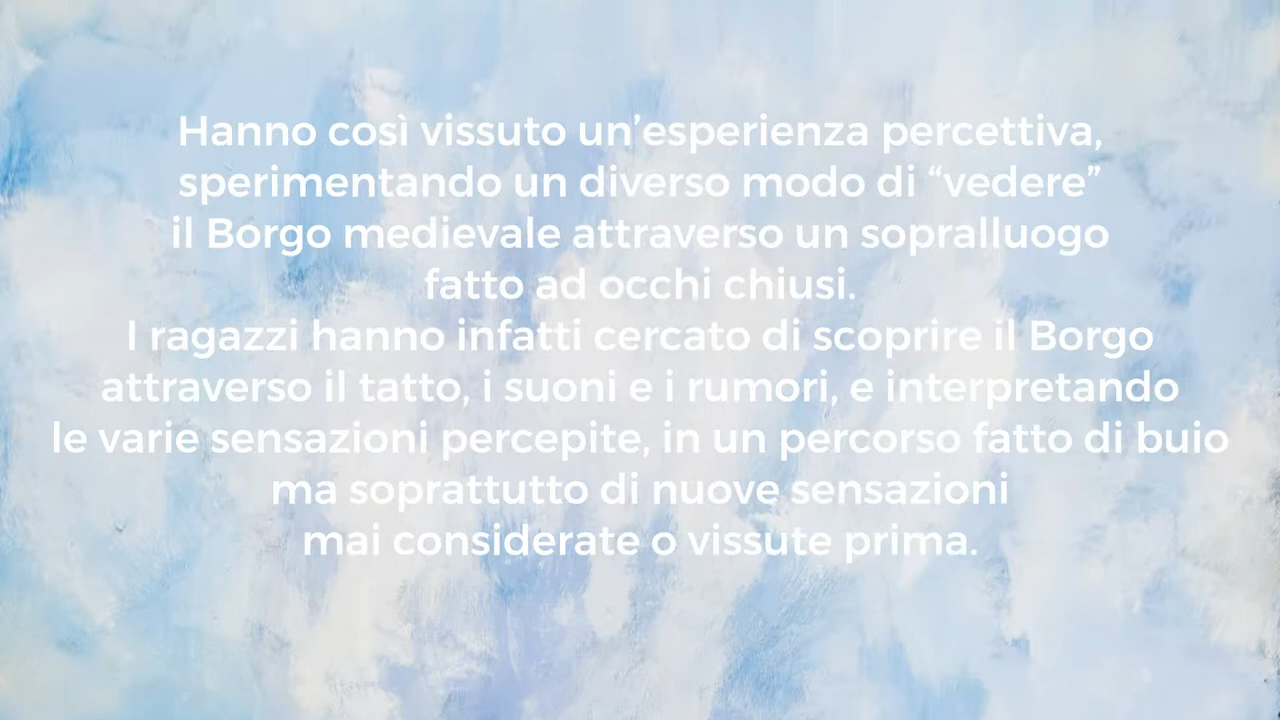 Hanno così vissuto un’esperienza percettiva,
sperimentando un diverso modo di “vedere”
il Borgo medievale attraverso un sopralluogo
fatto ad occhi chiusi.
I ragazzi hanno infatti cercato di scoprire il Borgo
attraverso il tatto, i suoni e i rumori, e interpretando
le varie sensazioni percepite, in un percorso fatto di buio
ma soprattutto di nuove sensazioni
mai considerate o vissute prima.